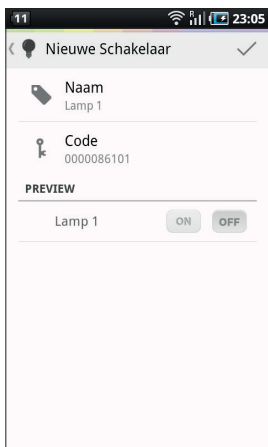 11
R
23:05
Nieuwe Schakelaar
Naam
Lamp 1
Code
0000086101
PREVIEW
Lamp 1 ON OFF